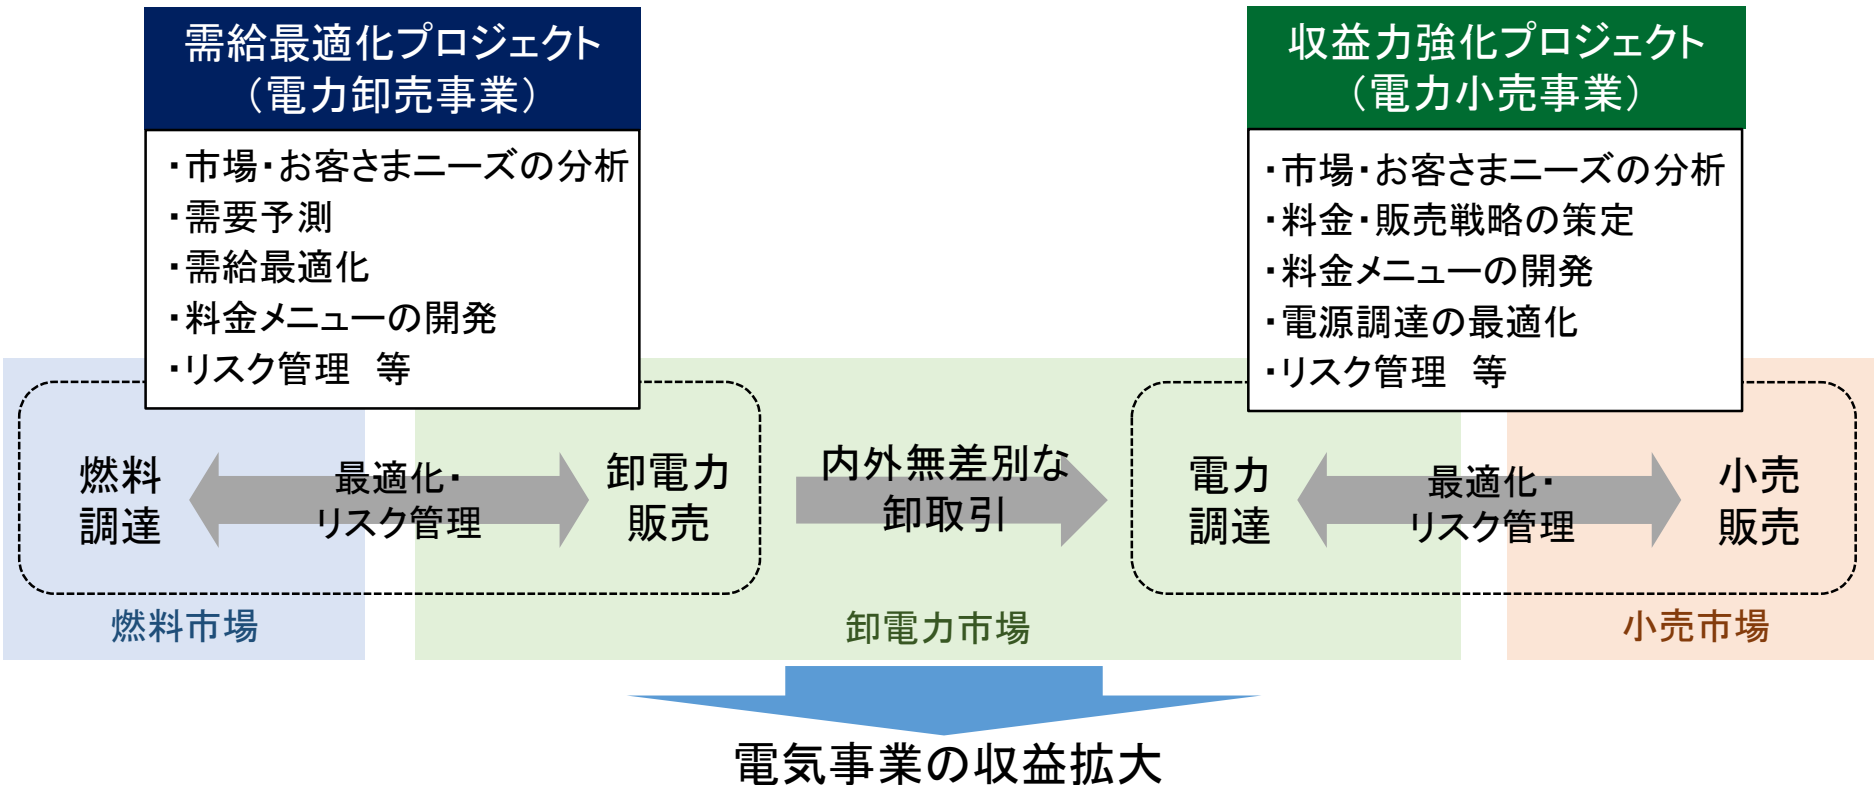 需給最適化プロジェクト
（電力卸売事業）
・市場・お客さまニーズの分析
・需要予測
・需給最適化
・料金メニューの開発
・リスク管理　等
収益力強化プロジェクト
（電力小売事業）
・市場・お客さまニーズの分析
・料金・販売戦略の策定
・料金メニューの開発
・電源調達の最適化
・リスク管理　等
燃料
調達
最適化・
リスク管理
卸電力
販売
内外無差別な
卸取引
電力
調達
最適化・
リスク管理
小売
販売
燃料市場
卸電力市場
小売市場
電気事業の収益拡大